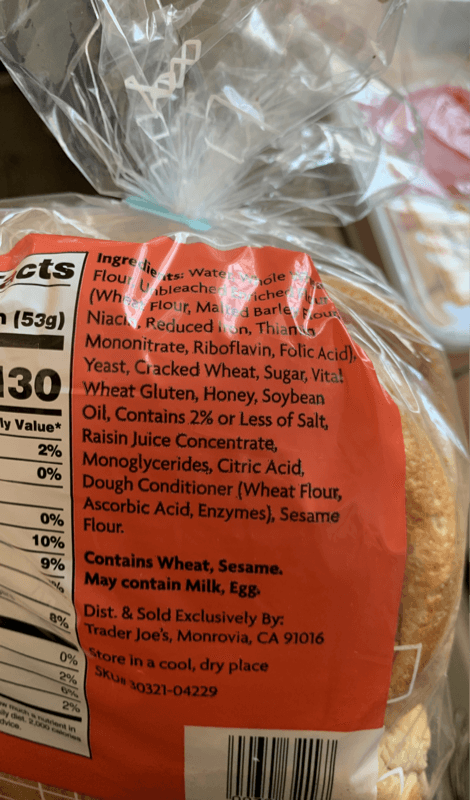 cts
(53g)
130
ly Value*
2%
0%
0%
10%
9%
8%
0%
2%
6%
2%
Ingredients: Water, Whole
Flour, Unbleached Enriched Flour
(Wheat Flour, Malted Barley Flour,
Niacin, Reduced Iron, Thiamin
Mononitrate, Riboflavin, Folic Acid),
Yeast, Cracked Wheat, Sugar, Vital
Wheat Gluten, Honey, Soybean
Oil, Contains 2% or Less of Salt,
Raisin Juice Concentrate,
Monoglycerides, Citric Acid,
Dough Conditioner (Wheat Flour,
Ascorbic Acid, Enzymes), Sesame
Flour.
Contains Wheat, Sesame.
May contain Milk, Egg.
Dist. & Sold Exclusively By:
Trader Joe's, Monrovia, CA 91016
Store in a cool, dry place
SKU# 30321-04229